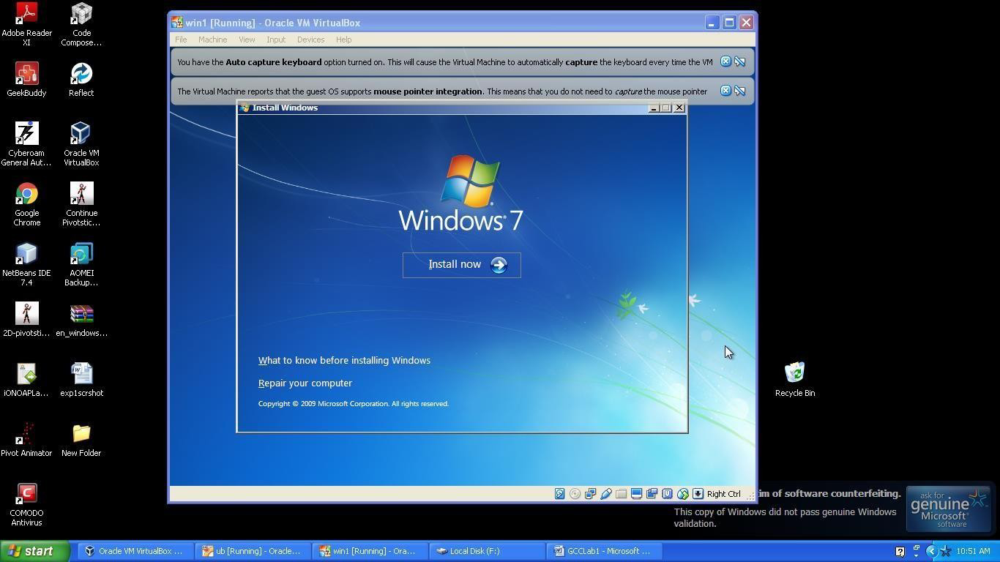 Adobe Reader
XI
Code
Compose...
GeekBuddy
Reflect
Cyberoam
General Aut...
Oracle VM
VirtualBox
Google
Chrome
Continue
Pivotstic...
NetBeans IDE
7.4
AOMEI
Backup...
2D-pivotsti...
en_windows...
iONOAPLa...
exp1scrshot
Pivot Animator
New Folder
COMODO
Antivirus
win1 [Running] - Oracle VM VirtualBox
File Machine View Input Devices Help
You have the Auto capture keyboard option turned on. This will cause the Virtual Machine to automatically capture the keyboard every time the VM
The Virtual Machine reports that the guest OS supports mouse pointer integration. This means that you do not need to capture the mouse pointer
Install Windows
Windows 7
Install now
What to know before installing Windows
Repair your computer
Copyright © 2009 Microsoft Corporation. All rights reserved.
Right Ctrl
Recycle Bin
tim of software counterfeiting.
This copy of Windows did not pass genuine Windows
validation.
ask for
genuine
Microsoft
software
start
Oracle VM VirtualBox ...
ub [Running] - Oracle...
win1 [Running] - Ora...
Local Disk (F:)
GCCLab1 - Microsoft ...
10:51 AM